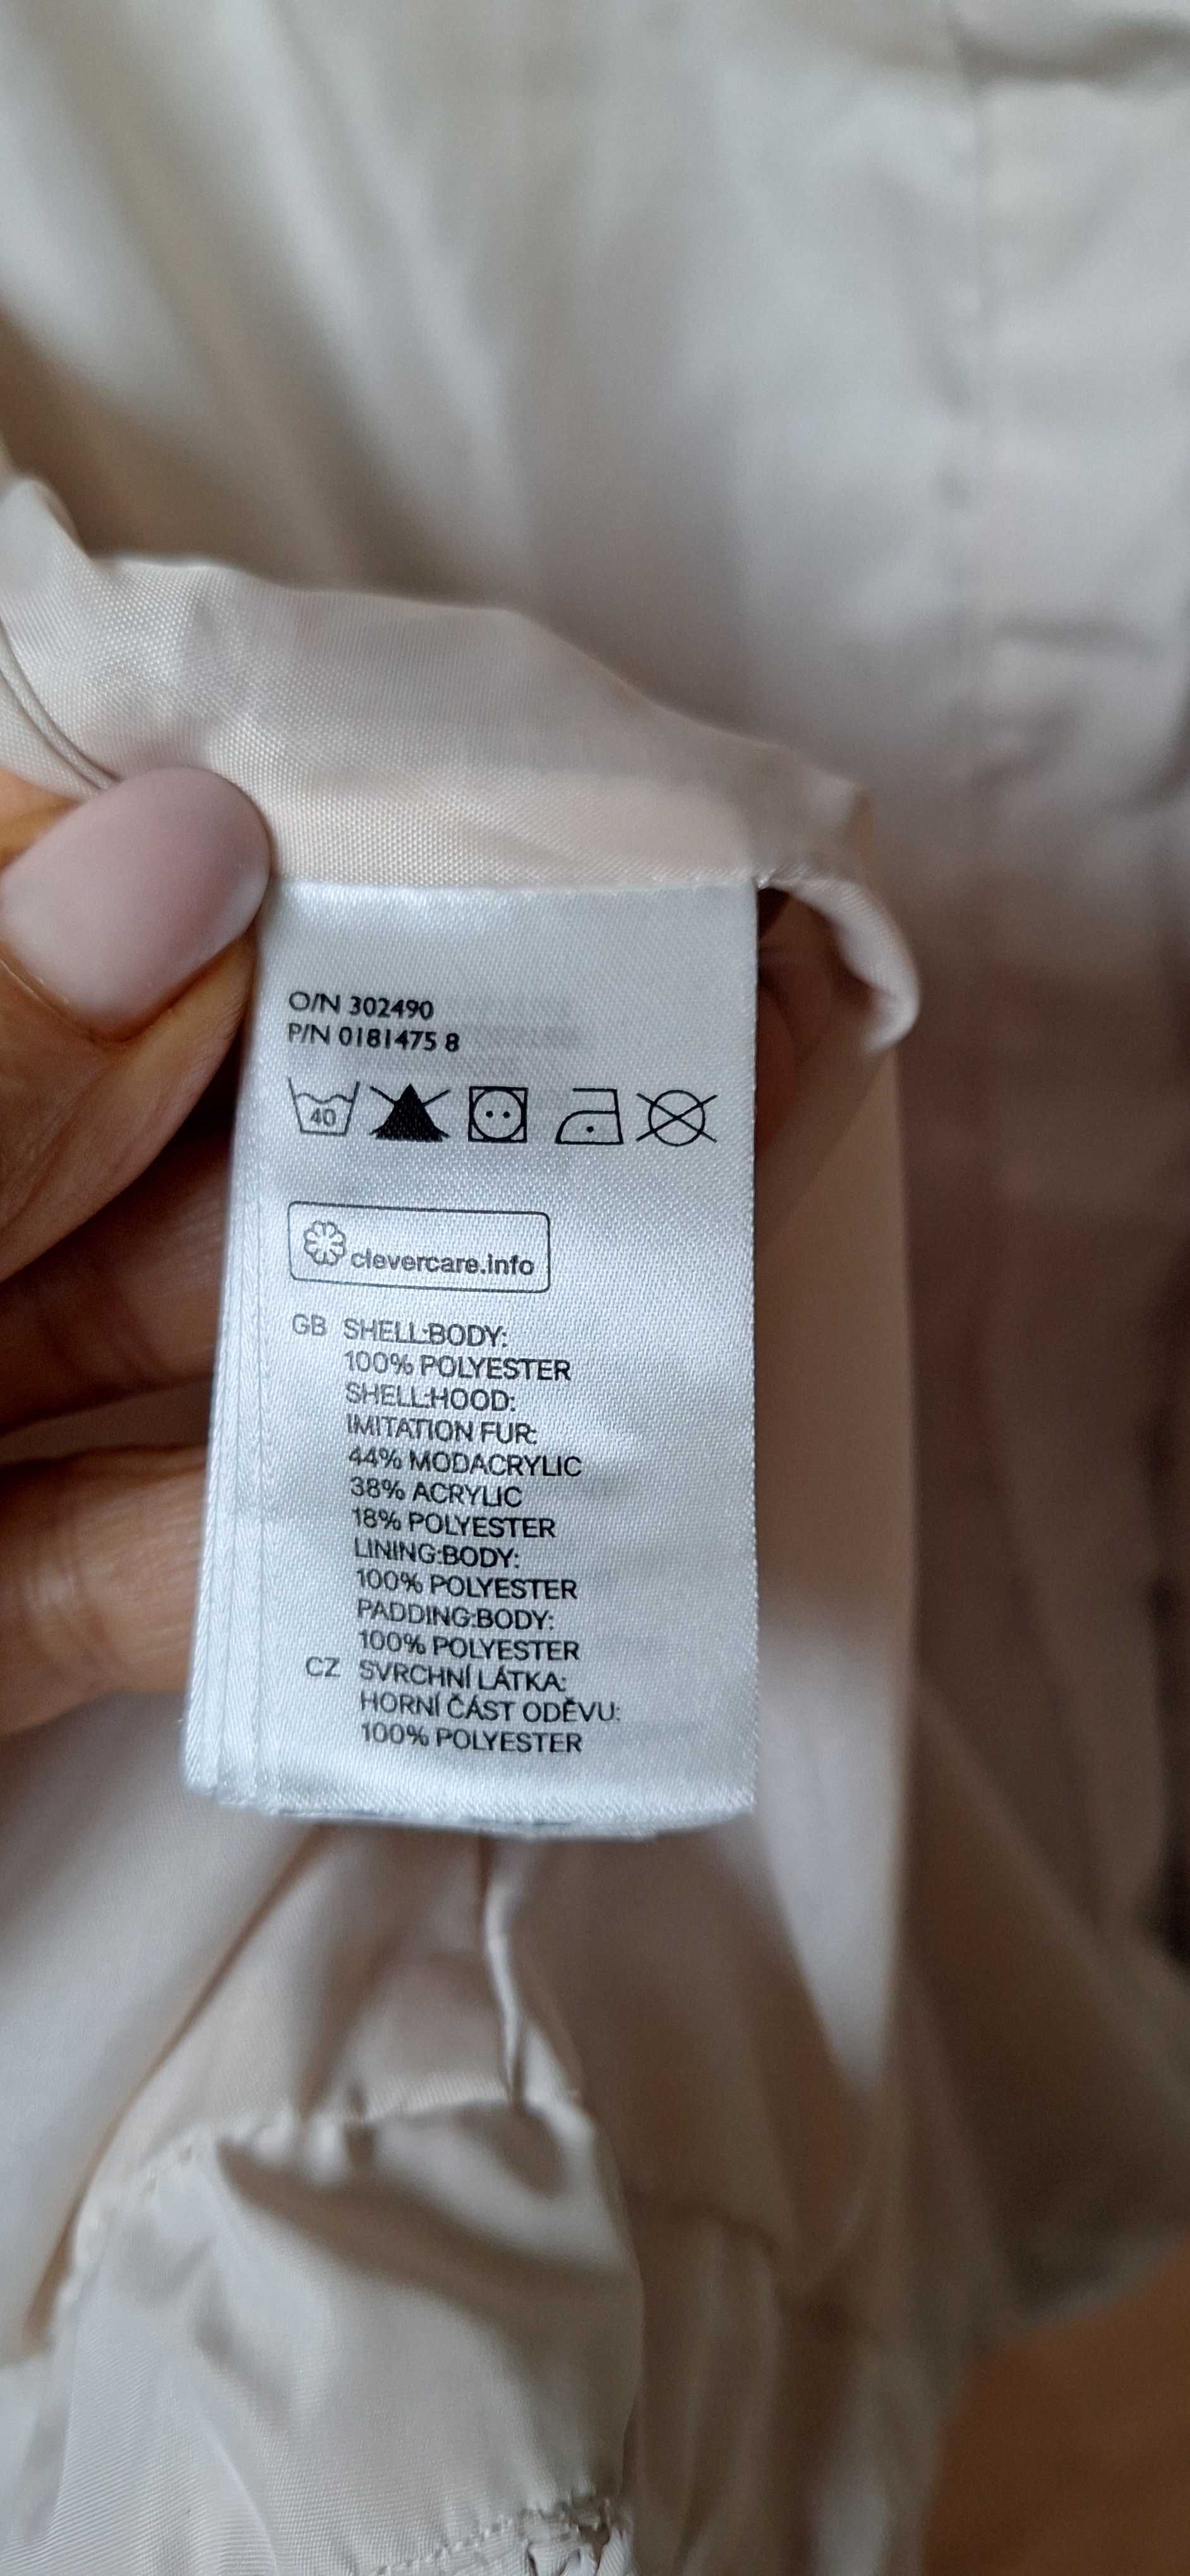 O/N 302490
P/N 0181475 8
40
clevercare.info
GB SHELL:BODY:
100% POLYESTER
SHELL:HOOD:
IMITATION FUR:
44% MODACRYLIC
38% ACRYLIC
18% POLYESTER
LINING:BODY:
100% POLYESTER
PADDING:BODY:
100% POLYESTER
CZ SVRCHNÍ LÁTKA:
HORNÍ ČÁST ODĚVU:
100% POLYESTER